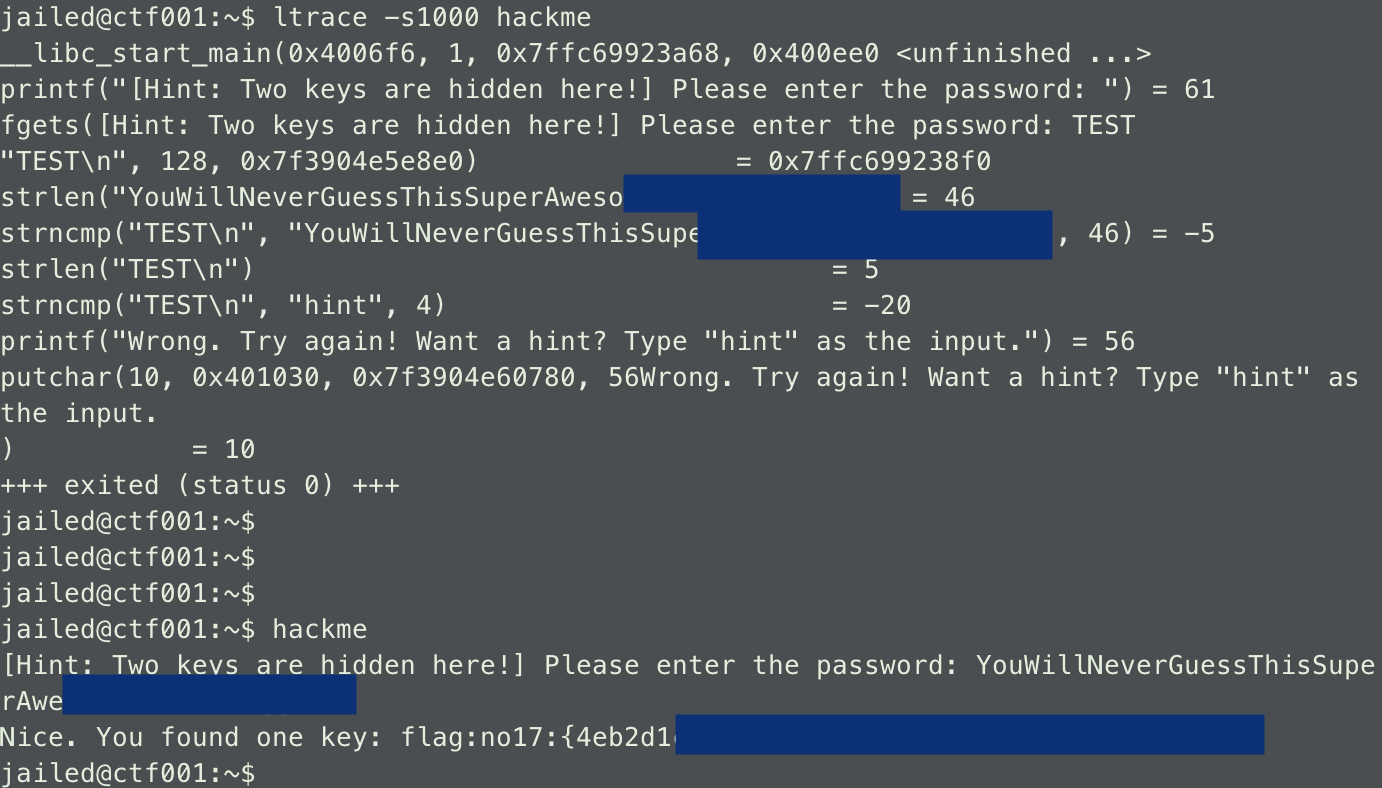 jailed@ctf001:~$ ltrace -s1000 hackme
__libc_start_main(0x4006f6, 1, 0x7ffc69923a68, 0x400ee0 <unfinished ...>
printf("[Hint: Two keys are hidden here!] Please enter the password: ") = 61
fgets([Hint: Two keys are hidden here!] Please enter the password: TEST
"TEST\n", 128, 0x7f3904e5e8e0) = 0x7ffc699238f0
strlen("YouWillNeverGuessThisSuperAweso = 46
strncmp("TEST\n", "YouWillNeverGuessThisSupe , 46) = -5
strlen("TEST\n") = 5
strncmp("TEST\n", "hint", 4) = -20
printf("Wrong. Try again! Want a hint? Type "hint" as the input.") = 56
putchar(10, 0x401030, 0x7f3904e60780, 56Wrong. Try again! Want a hint? Type "hint" as
the input.
) = 10
+++ exited (status 0) +++
jailed@ctf001:~$
jailed@ctf001:~$
jailed@ctf001:~$
jailed@ctf001:~$ hackme
[Hint: Two keys are hidden here!] Please enter the password: YouWillNeverGuessThisSupe
rAwe
Nice. You found one key: flag:no17:{4eb2d1
jailed@ctf001:~$